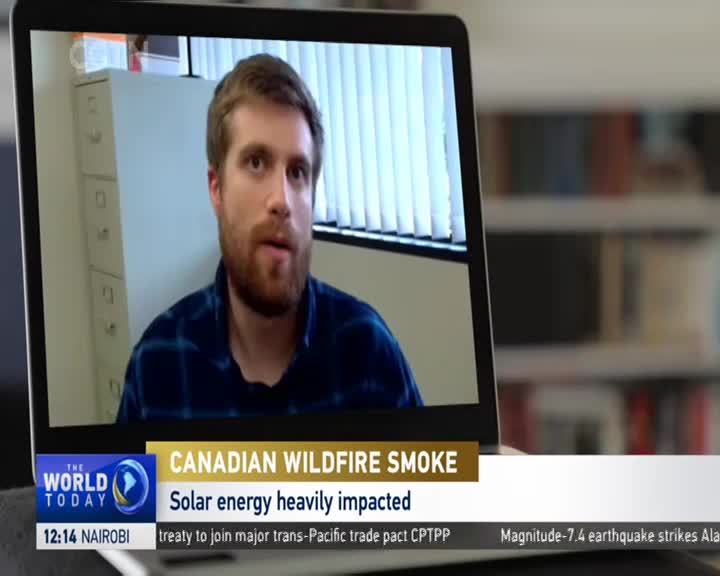 CGTN
CANADIAN WILDFIRE SMOKE
THE
WORLD
TODAY
Solar energy heavily impacted
12:14 NAIROBI
treaty to join major trans-Pacific trade pact CPTPP Magnitude-7.4 earthquake strikes Ala